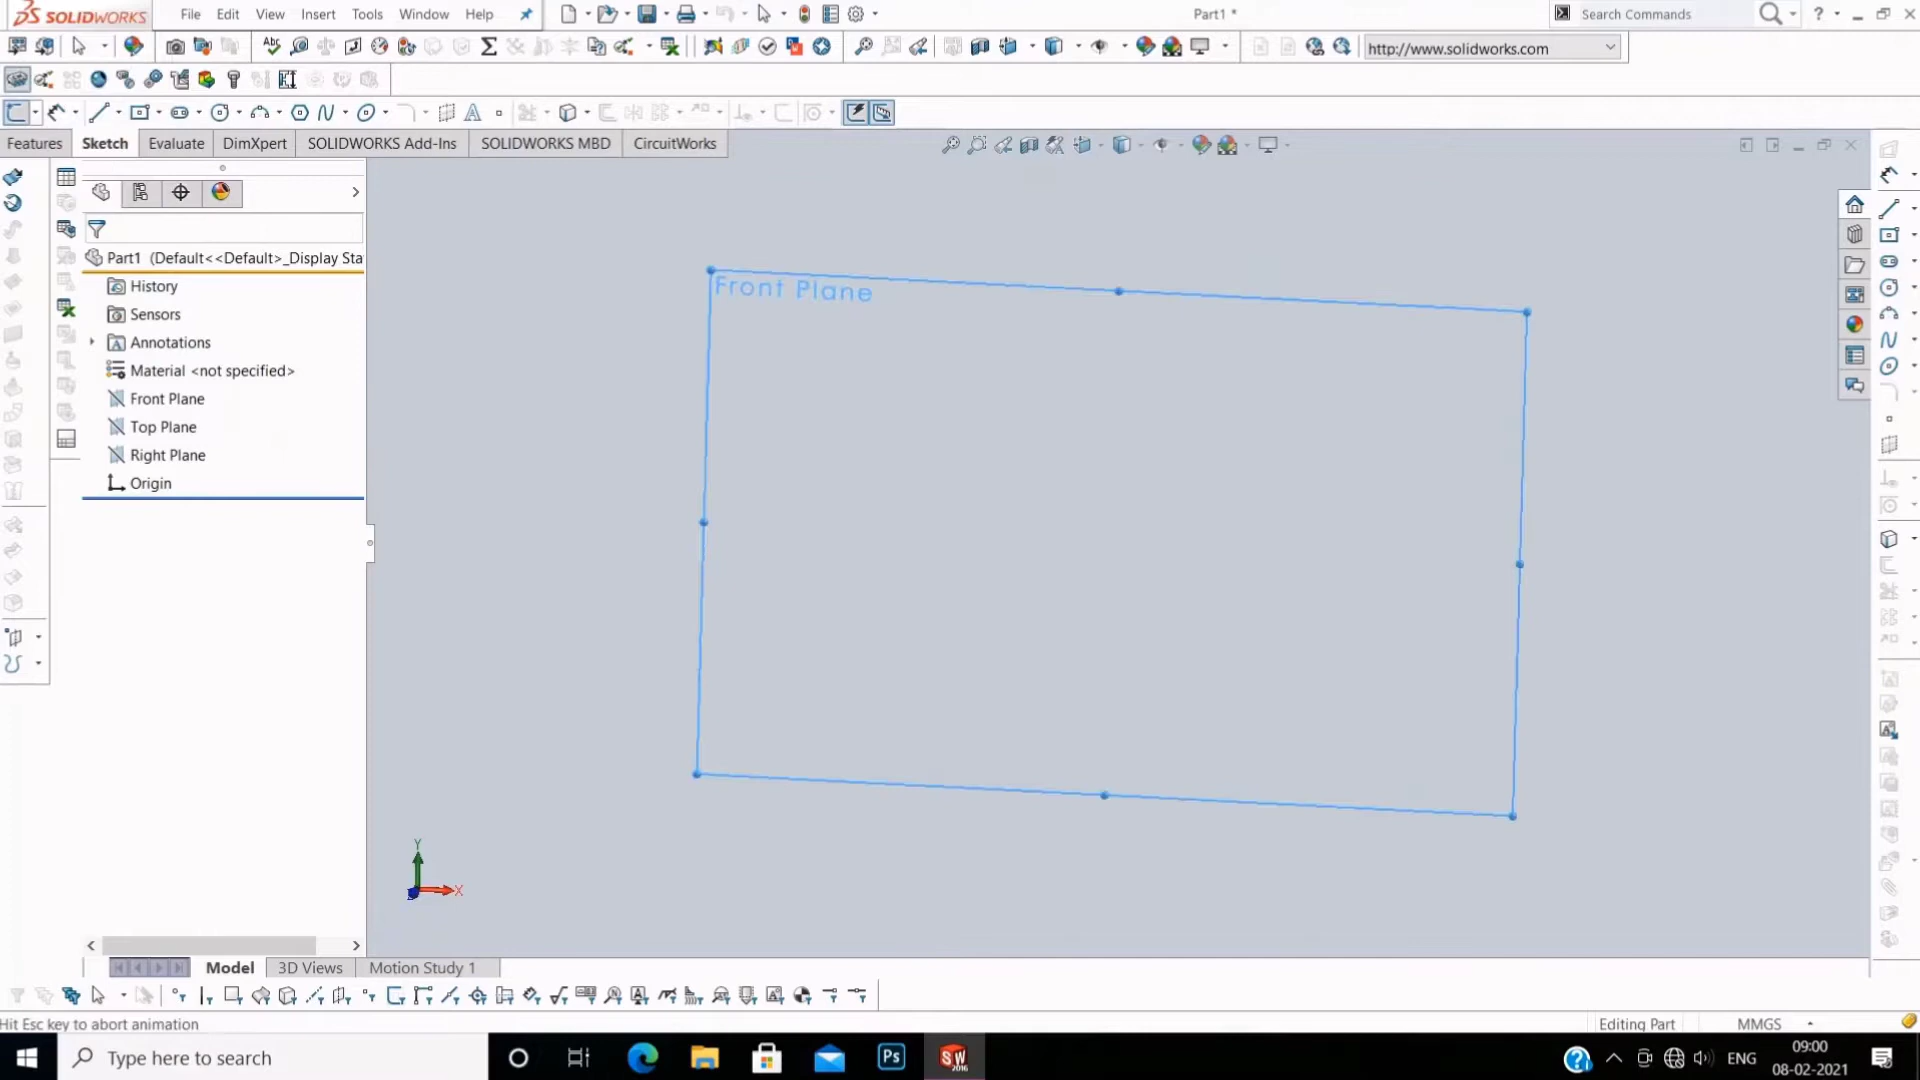 SOLIDWORKS File Edit View Insert Tools Window Help Part1 * Search Commands ?
http://www.solidworks.com
Features Sketch Evaluate DimXpert SOLIDWORKS Add-Ins SOLIDWORKS MBD CircuitWorks
Part1 (Default<<Default>_Display Sta
History
Sensors
Annotations
Material <not specified>
Front Plane
Top Plane
Right Plane
Origin
Front Plane
Y
X
Model 3D Views Motion Study 1
Hit Esc key to abort animation Editing Part MMGS
Type here to search Ps SW 2016 ENG 09:00
08-02-2021